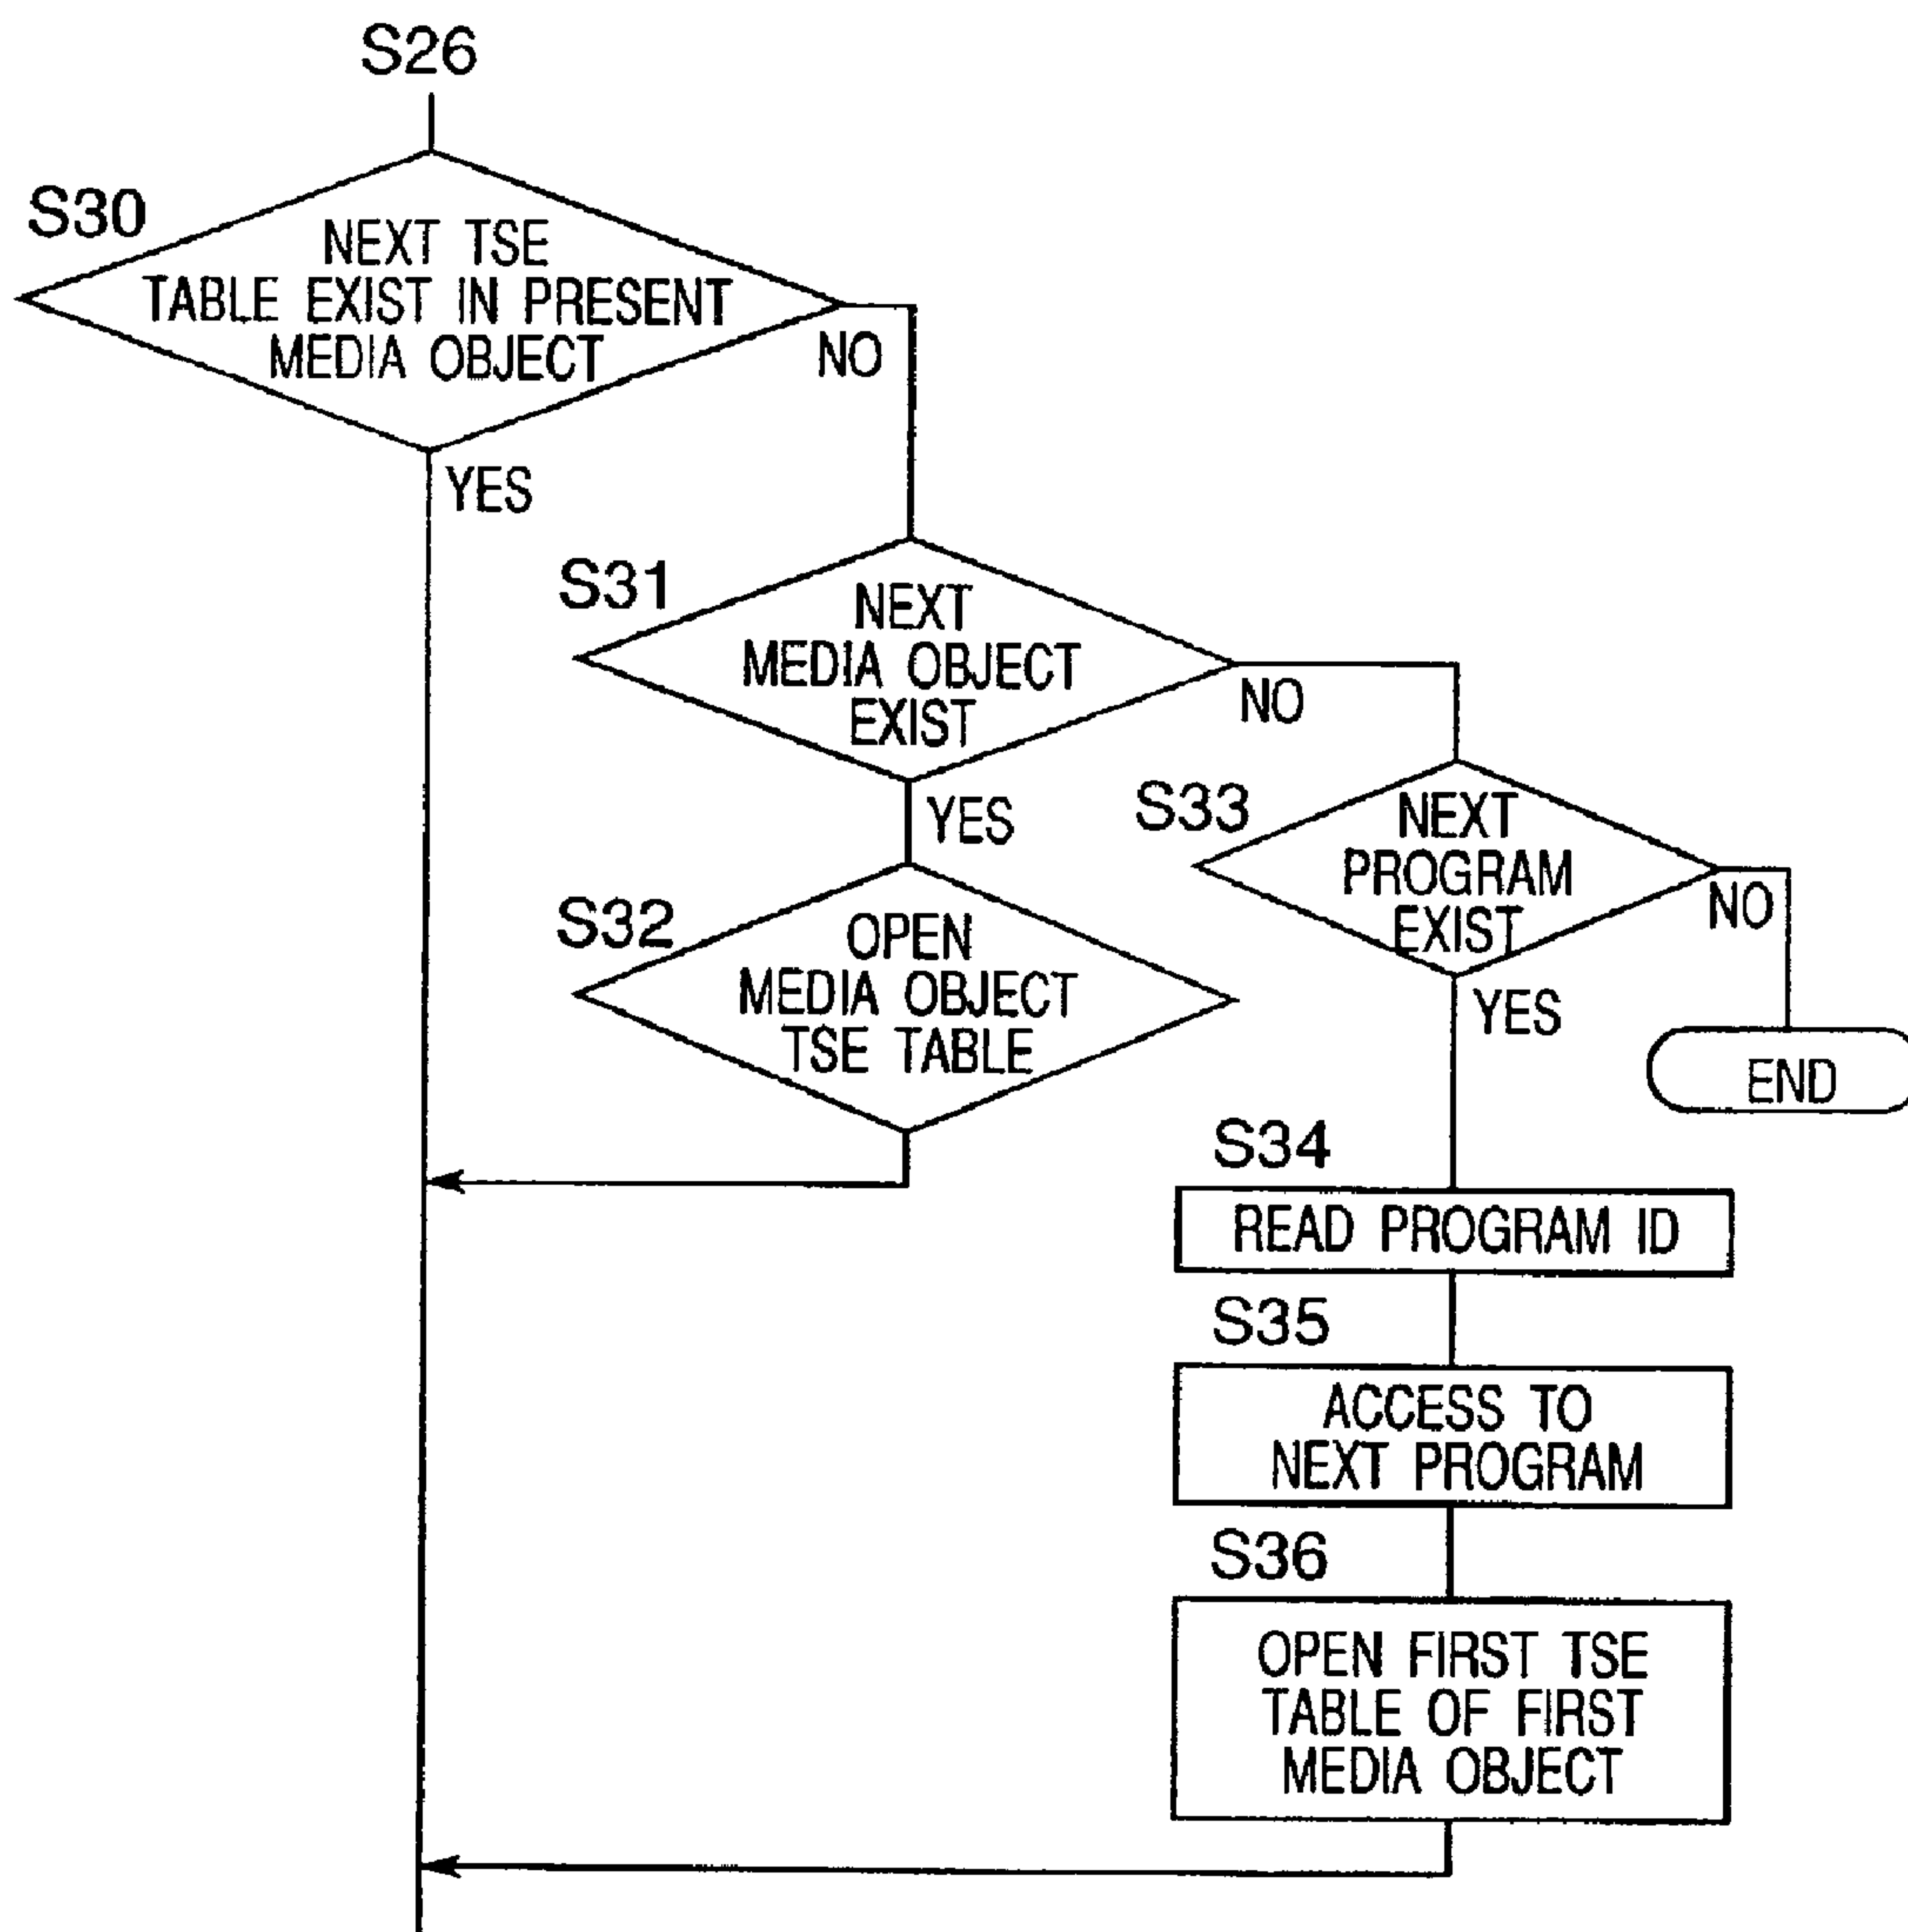 S26
S30
NEXT TSE
TABLE EXIST IN PRESENT
MEDIA OBJECT
NO
YES
S31
NEXT
MEDIA OBJECT
EXIST
NO
YES
S33
NEXT
PROGRAM
EXIST
NO
YES
END
S32
OPEN
MEDIA OBJECT
TSE TABLE
S34
READ PROGRAM ID
S35
ACCESS TO
NEXT PROGRAM
S36
OPEN FIRST TSE
TABLE OF FIRST
MEDIA OBJECT